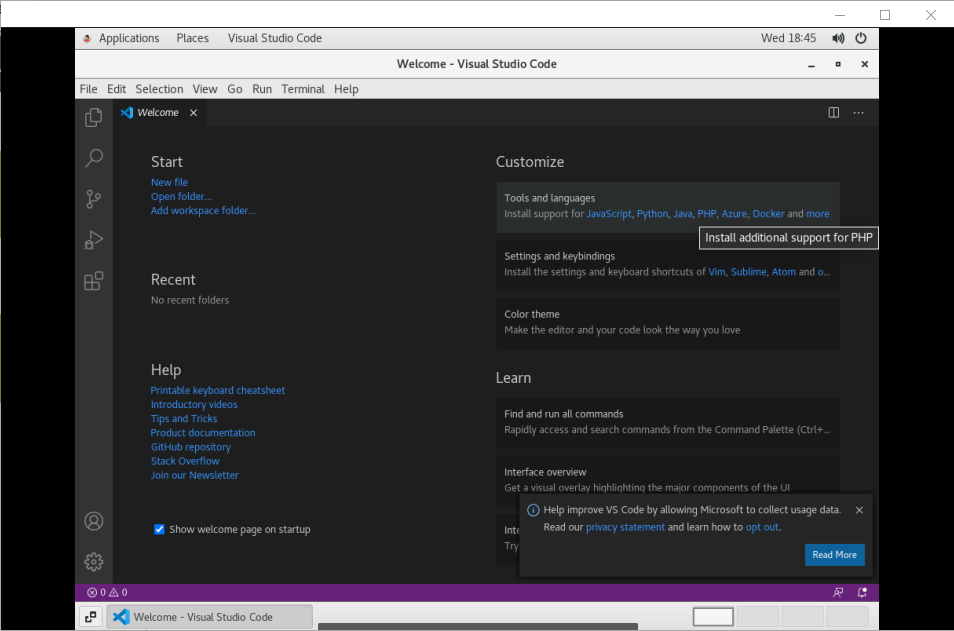 Applications Places Visual Studio Code Wed 18:45
Welcome - Visual Studio Code
File Edit Selection View Go Run Terminal Help
Welcome
Start
New file
Open folder...
Add workspace folder...
Recent
No recent folders
Help
Printable keyboard cheatsheet
Introductory videos
Tips and Tricks
Product documentation
GitHub repository
Stack Overflow
Join our Newsletter
Show welcome page on startup
Customize
Tools and languages
Install support for JavaScript, Python, Java, PHP, Azure, Docker and more
Install additional support for PHP
Settings and keybindings
Install the settings and keyboard shortcuts of Vim, Sublime, Atom and o...
Color theme
Make the editor and your code look the way you love
Learn
Find and run all commands
Rapidly access and search commands from the Command Palette (Ctrl+...
Interface overview
Get a visual overlay highlighting the major components of the UI
Inte
Try
Help improve VS Code by allowing Microsoft to collect usage data.
Read our privacy statement and learn how to opt out.
Read More
0 0
Welcome - Visual Studio Code